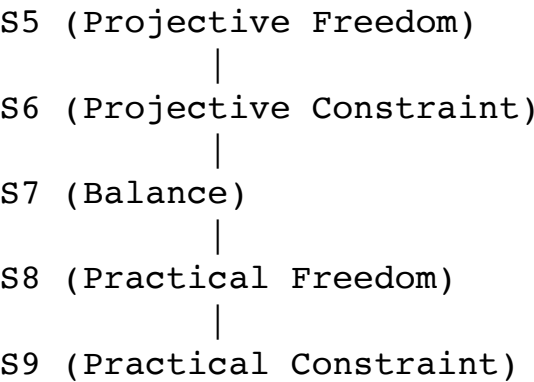 S5 (Projective Freedom)
|
S6 (Projective Constraint)
|
S7 (Balance)
|
S8 (Practical Freedom)
|
S9 (Practical Constraint)